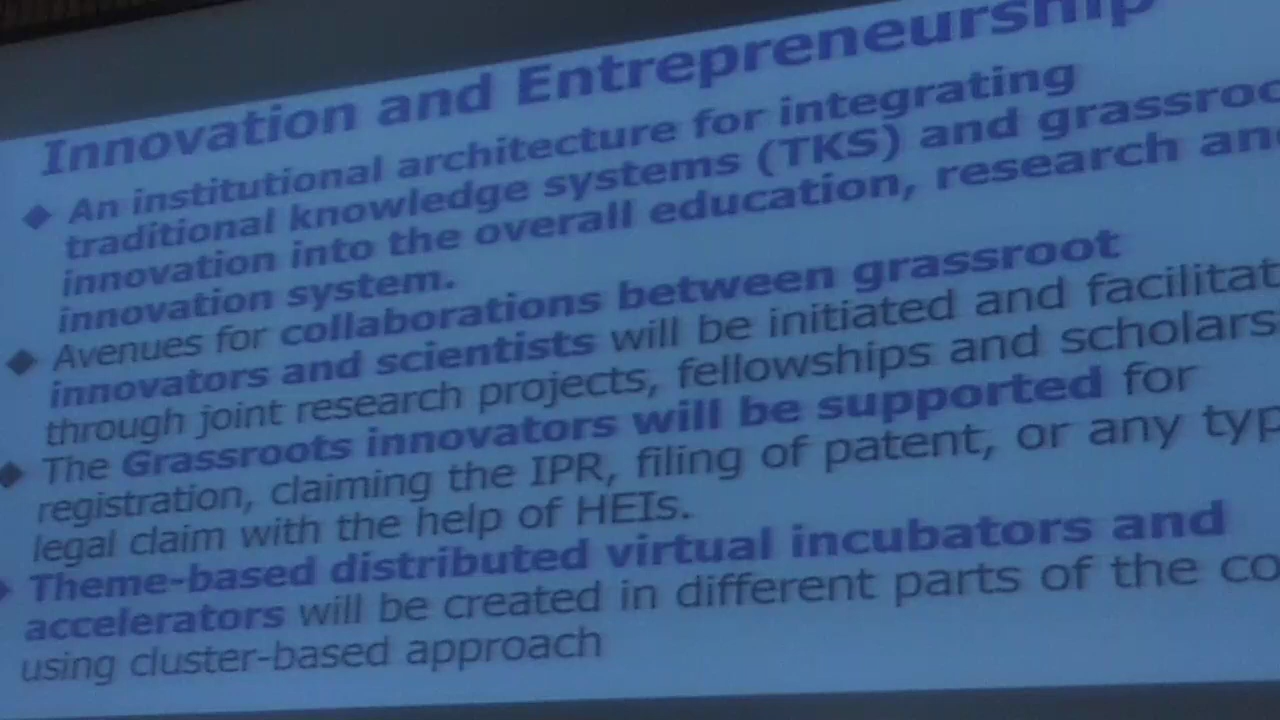 Innovation and Entrepreneurship
An institutional architecture for integrating
traditional knowledge systems (TKS) and grassroo
innovation into the overall education, research an
innovation system.
Avenues for collaborations between grassroot
innovators and scientists will be initiated and facilitat
through joint research projects, fellowships and scholars
The Grassroots innovators will be supported for
registration, claiming the IPR, filing of patent, or any typ
legal claim with the help of HEIs.
Theme-based distributed virtual incubators and
accelerators will be created in different parts of the co
using cluster-based approach